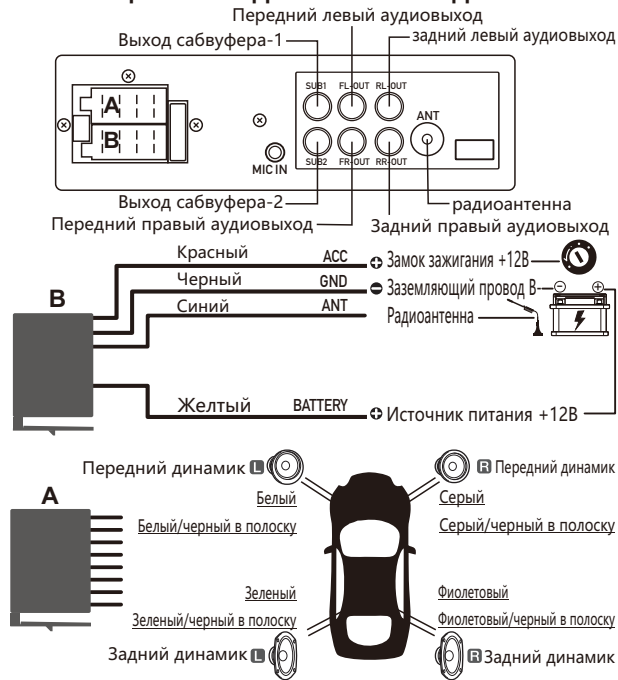 Передний левый аудиовыход
Выход сабвуфера-1
задний левый аудиовыход
SUB1 FL-OUT RL-OUT
ANT
A
B
MIC IN
SUB2 FR-OUT RR-OUT
Выход сабвуфера-2
радиоантенна
Передний правый аудиовыход
Задний правый аудиовыход
Красный ACC Замок зажигания +12В
Черный GND Заземляющий провод В-
B
Синий ANT Радиоантенна
Желтый BATTERY Источник питания +12В
Передний динамик L
R Передний динамик
A
Белый
Серый
Белый/черный в полоску
Серый/черный в полоску
Зеленый
Фиолетовый
Зеленый/черный в полоску
Фиолетовый/черный в полоску
Задний динамик L
R Задний динамик